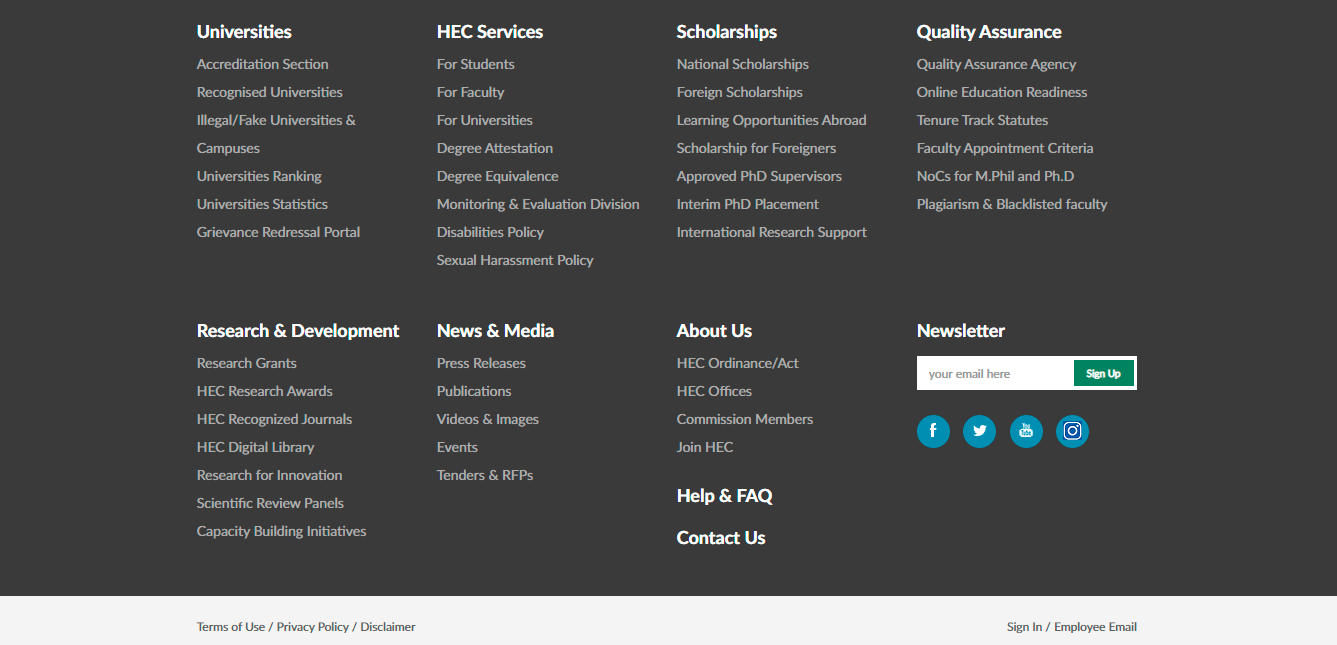 Universities
Accreditation Section
Recognised Universities
Illegal/Fake Universities &
Campuses
Universities Ranking
Universities Statistics
Grievance Redressal Portal
HEC Services
For Students
For Faculty
For Universities
Degree Attestation
Degree Equivalence
Monitoring & Evaluation Division
Disabilities Policy
Sexual Harassment Policy
Scholarships
National Scholarships
Foreign Scholarships
Learning Opportunities Abroad
Scholarship for Foreigners
Approved PhD Supervisors
Interim PhD Placement
International Research Support
Quality Assurance
Quality Assurance Agency
Online Education Readiness
Tenure Track Statutes
Faculty Appointment Criteria
NoCs for M.Phil and Ph.D
Plagiarism & Blacklisted faculty
Research & Development
Research Grants
HEC Research Awards
HEC Recognized Journals
HEC Digital Library
Research for Innovation
Scientific Review Panels
Capacity Building Initiatives
News & Media
Press Releases
Publications
Videos & Images
Events
Tenders & RFPs
About Us
HEC Ordinance/Act
HEC Offices
Commission Members
Join HEC
Help & FAQ
Contact Us
Newsletter
your email here
Sign Up
You
Tube
Terms of Use / Privacy Policy / Disclaimer
Sign In / Employee Email